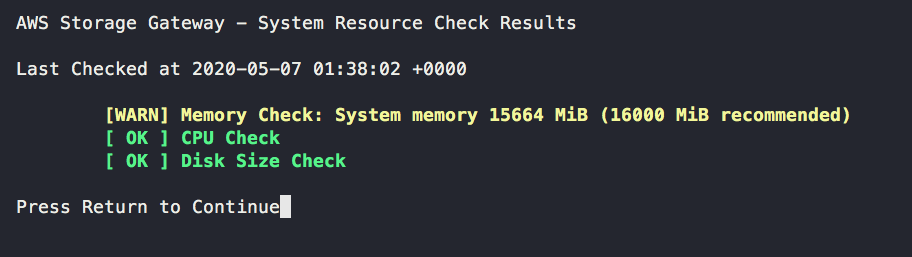 AWS Storage Gateway - System Resource Check Results
Last Checked at 2020-05-07 01:38:02 +0000
[WARN] Memory Check: System memory 15664 MiB (16000 MiB recommended)
[ OK ] CPU Check
[ OK ] Disk Size Check
Press Return to Continue